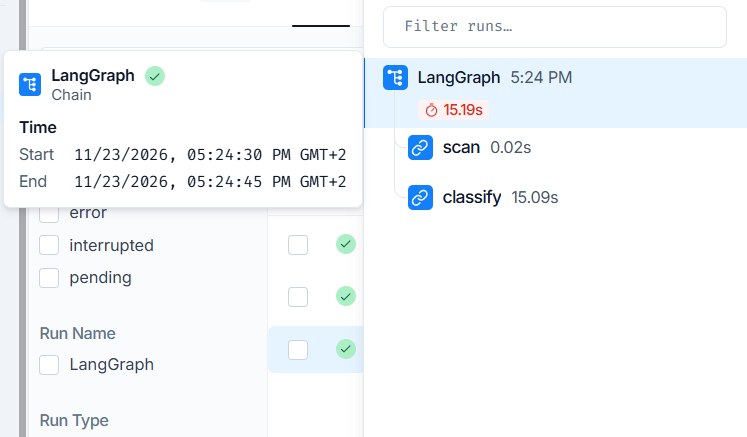 Filter runs…
LangGraph
Chain
Time
Start 11/23/2026, 05:24:30 PM GMT+2
End 11/23/2026, 05:24:45 PM GMT+2
LangGraph 5:24 PM
15.19s
scan 0.02s
classify 15.09s
error
interrupted
pending
Run Name
LangGraph
Run Type